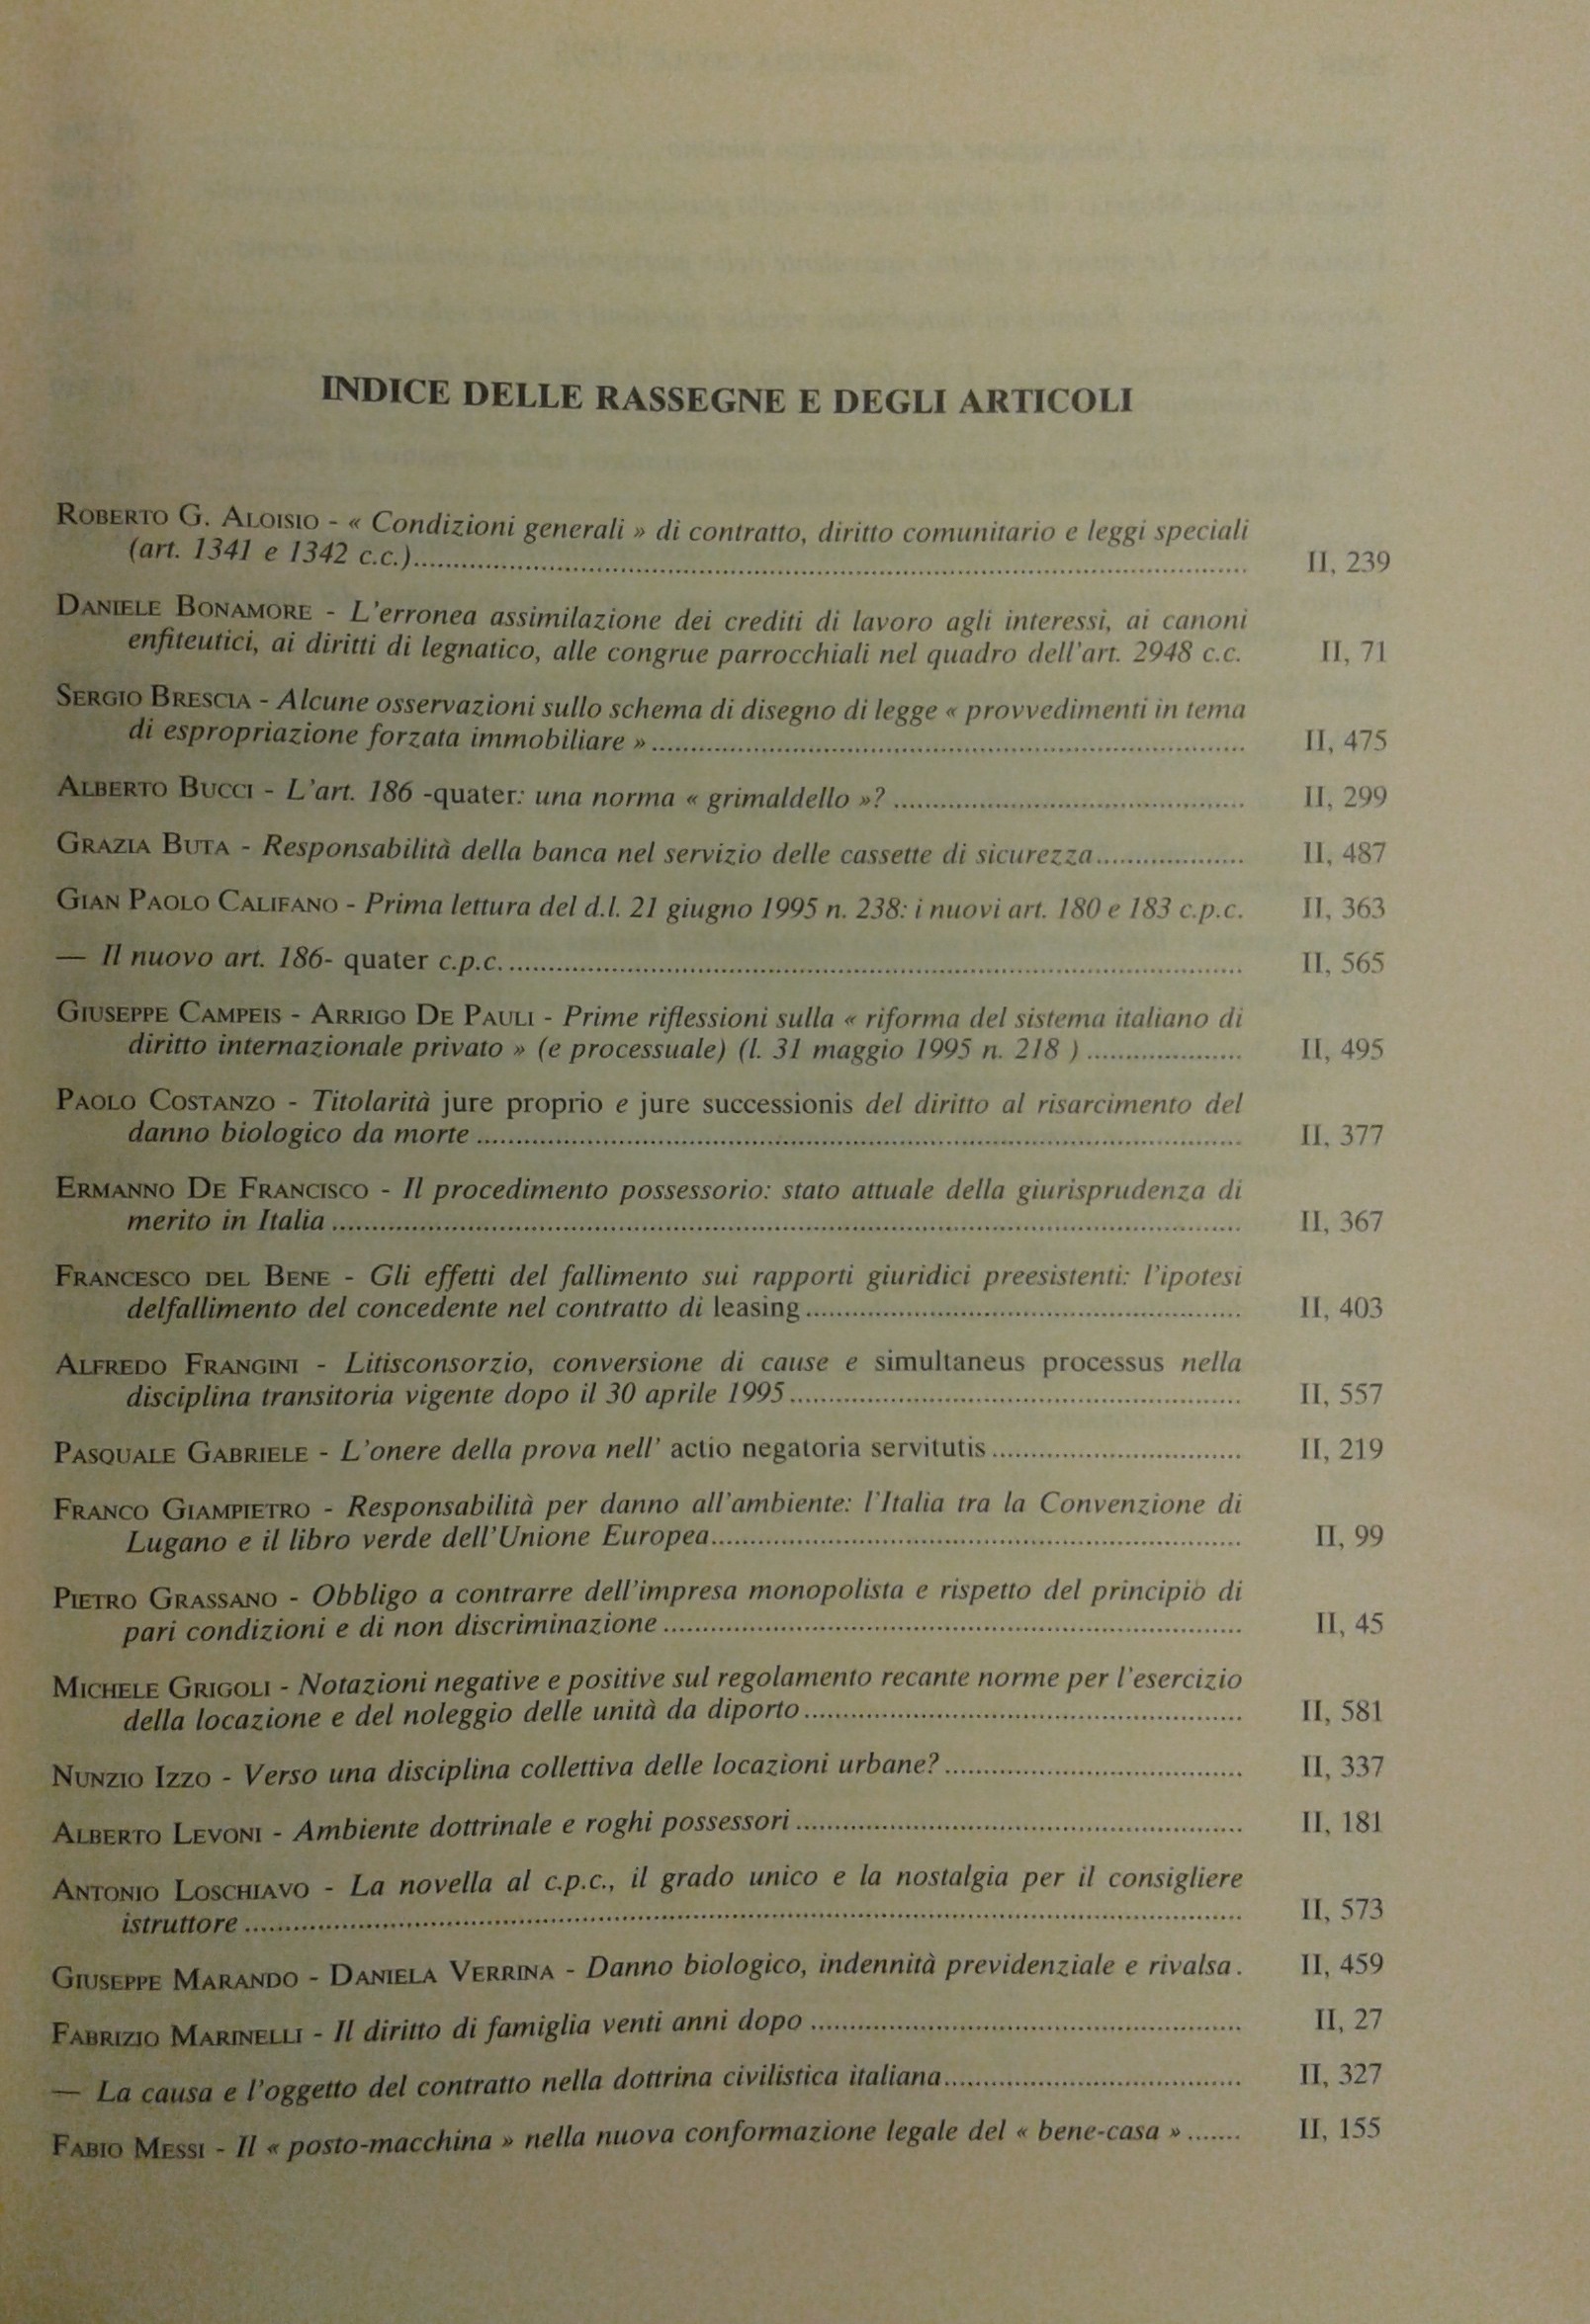 INDICE DELLE RASSEGNE E DEGLI ARTICOLI
ROBERTO G. ALOISIO - « Condizioni generali » di contratto, diritto comunitario e leggi speciali
(art. 1341 e 1342 c.c.)........ II, 239
DANIELE BONAMORE - L'erronea assimilazione dei crediti di lavoro agli interessi, ai canoni
enfiteutici, ai diritti di legnatico, alle congrue parrocchiali nel quadro dell'art. 2948 c.c. II, 71
SERGIO BRESCIA - Alcune osservazioni sullo schema di disegno di legge « provvedimenti in tema
di espropriazione forzata immobiliare »........ II, 475
ALBERTO BUCCI - L'art. 186 -quater: una norma « grimaldello »? ........ II, 299
GRAZIA BUTA - Responsabilità della banca nel servizio delle cassette di sicurezza........ II, 487
GIAN PAOLO CALIFANO - Prima lettura del d.l. 21 giugno 1995 n. 238: i nuovi art. 180 e 183 c.p.c. II, 363
— Il nuovo art. 186- quater c.p.c. ........ II, 565
GIUSEPPE CAMPEIS - ARRIGO DE PAULI - Prime riflessioni sulla « riforma del sistema italiano di
diritto internazionale privato » (e processuale) (l. 31 maggio 1995 n. 218 ) ........ II, 495
PAOLO COSTANZO - Titolarità jure proprio e jure successionis del diritto al risarcimento del
danno biologico da morte ........ II, 377
ERMANNO DE FRANCISCO - Il procedimento possessorio: stato attuale della giurisprudenza di
merito in Italia ........ II, 367
FRANCESCO DEL BENE - Gli effetti del fallimento sui rapporti giuridici preesistenti: l'ipotesi
delfallimento del concedente nel contratto di leasing ........ II, 403
ALFREDO FRANGINI - Litisconsorzio, conversione di cause e simultaneus processus nella
disciplina transitoria vigente dopo il 30 aprile 1995 ........ II, 557
PASQUALE GABRIELE - L'onere della prova nell' actio negatoria servitutis ........ II, 219
FRANCO GIAMPIETRO - Responsabilità per danno all'ambiente: l'Italia tra la Convenzione di
Lugano e il libro verde dell'Unione Europea........ II, 99
PIETRO GRASSANO - Obbligo a contrarre dell'impresa monopolista e rispetto del principio di
pari condizioni e di non discriminazione ........ II, 45
MICHELE GRIGOLI - Notazioni negative e positive sul regolamento recante norme per l'esercizio
della locazione e del noleggio delle unità da diporto ........ II, 581
NUNZIO IZZO - Verso una disciplina collettiva delle locazioni urbane? ........ II, 337
ALBERTO LEVONI - Ambiente dottrinale e roghi possessori ........ II, 181
ANTONIO LOSCHIAVO - La novella al c.p.c., il grado unico e la nostalgia per il consigliere
istruttore ........ II, 573
GIUSEPPE MARANDO - DANIELA VERRINA - Danno biologico, indennità previdenziale e rivalsa . II, 459
FABRIZIO MARINELLI - Il diritto di famiglia venti anni dopo ........ II, 27
— La causa e l'oggetto del contratto nella dottrina civilistica italiana........ II, 327
FABIO MESSI - Il « posto-macchina » nella nuova conformazione legale del « bene-casa » ....... II, 155